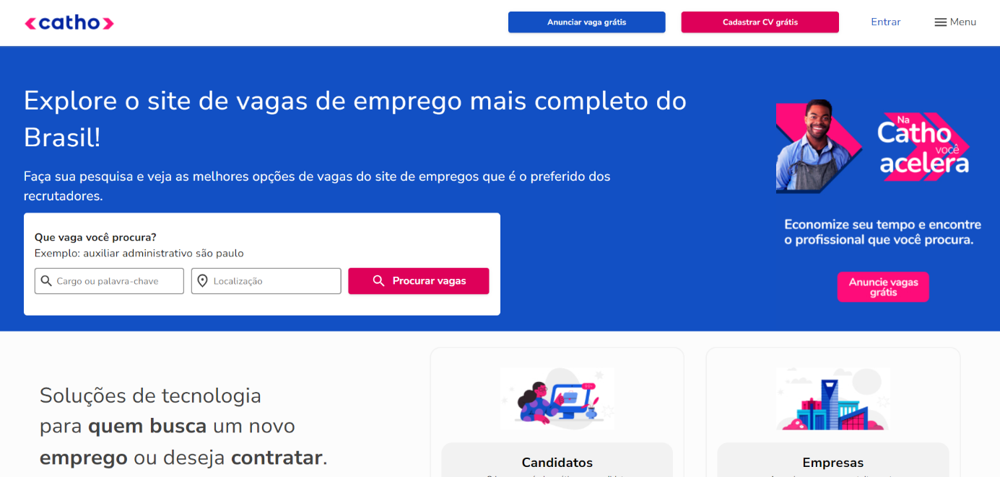 catho
Anunciar vaga grátis
Cadastrar CV grátis
Entrar
Menu
Explore o site de vagas de emprego mais completo do
Brasil!
Faça sua pesquisa e veja as melhores opções de vagas do site de empregos que é o preferido dos
recrutadores.
Que vaga você procura?
Exemplo: auxiliar administrativo são paulo
Cargo ou palavra-chave
Localização
Procurar vagas
Na
Catho
você
acelera
Economize seu tempo e encontre
o profissional que você procura.
Anuncie vagas
grátis
Soluções de tecnologia
para quem busca um novo
emprego ou deseja contratar.
Candidatos
Empresas